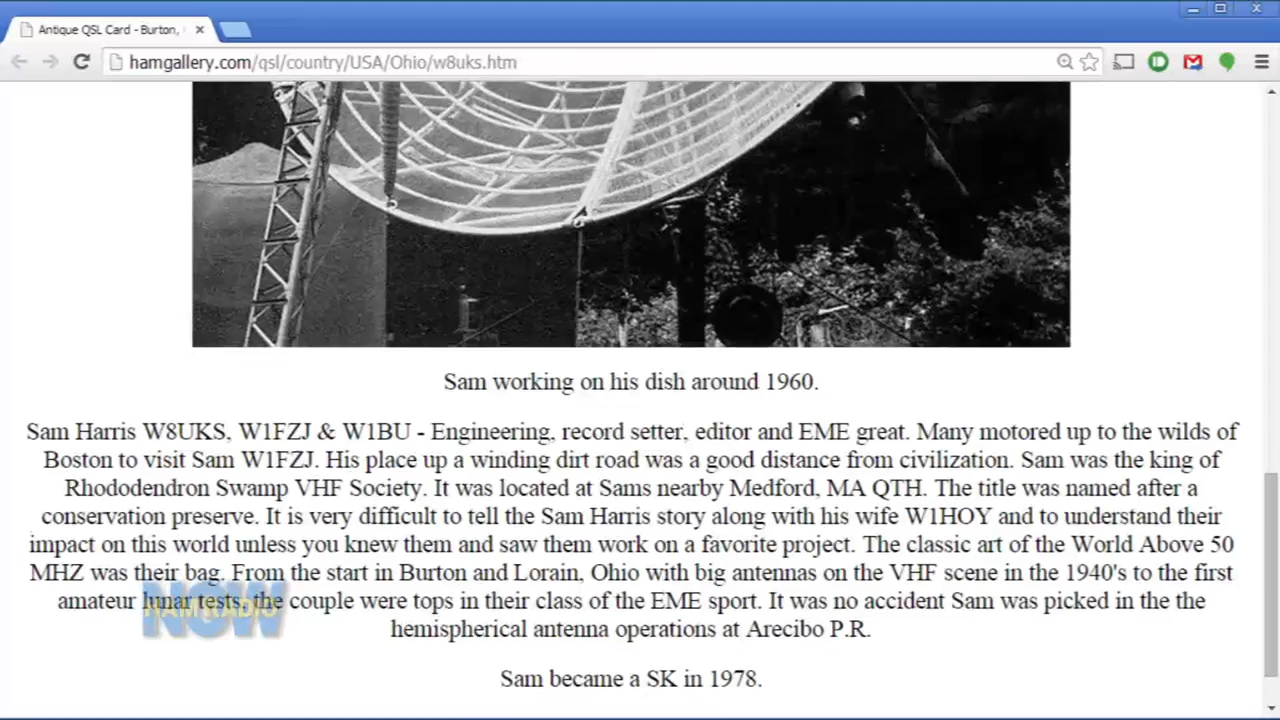 Antique QSL Card - Burton,
hamgallery.com/qsl/country/USA/Ohio/w8uks.htm
Sam working on his dish around 1960.
Sam Harris W8UKS, W1FZJ & W1BU - Engineering, record setter, editor and EME great. Many motored up to the wilds of
Boston to visit Sam W1FZJ. His place up a winding dirt road was a good distance from civilization. Sam was the king of
Rhododendron Swamp VHF Society. It was located at Sams nearby Medford, MA QTH. The title was named after a
conservation preserve. It is very difficult to tell the Sam Harris story along with his wife W1HOY and to understand their
impact on this world unless you knew them and saw them work on a favorite project. The classic art of the World Above 50
MHZ was their bag. From the start in Burton and Lorain, Ohio with big antennas on the VHF scene in the 1940's to the first
amateur lunar tests, the couple were tops in their class of the EME sport. It was no accident Sam was picked in the the
hemispherical antenna operations at Arecibo P.R.
HAM RADIO
NOW
Sam became a SK in 1978.